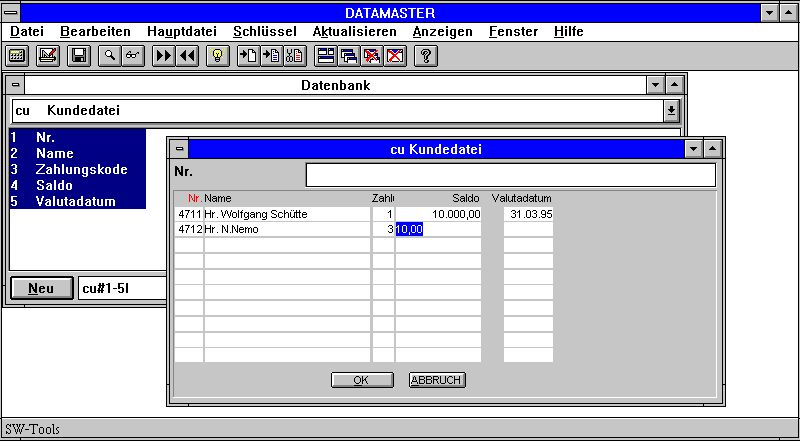 DATAMASTER
Datei Bearbeiten Hauptdatei Schlüssel Aktualisieren Anzeigen Fenster Hilfe
Datenbank
cu Kundedatei
1 Nr.
2 Name
3 Zahlungskode
4 Saldo
5 Valutadatum
Neu cu#1-5l
cu Kundedatei
Nr.
Nr. Name Zahlu Saldo Valutadatum
4711 Hr. Wolfgang Schütte 1 10.000,00 31.03.95
4712 Hr. N.Nemo 3 10,00
OK ABBRUCH
SW-Tools